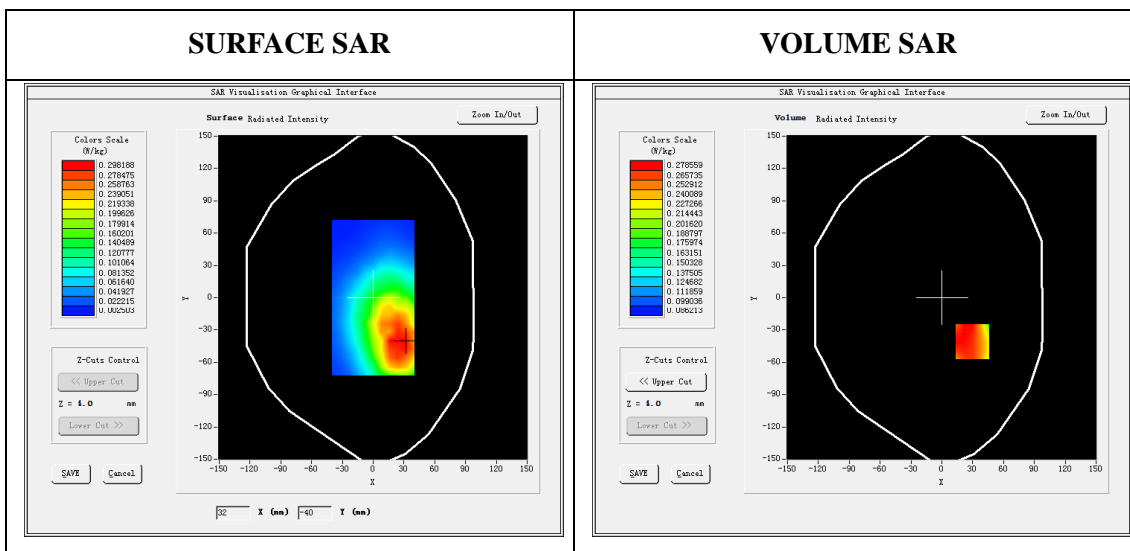 SURFACE SAR
VOLUME SAR
SAR Visualisation Graphical Interface
Surface Radiated Intensity
Zoom In/Out
Colors Scale
(W/kg)
0.298188
0.278475
0.258763
0.239051
0.219338
0.199626
0.179914
0.160201
0.140489
0.120777
0.101064
0.081352
0.061640
0.041927
0.022215
0.002503
150
120
90
60
30
0
-30
-60
-90
-120
-150
Y
-150 -120 -90 -60 -30 0 30 60 90 120 150
X
Z-Cuts Control
<< Upper Cut
Z = 4.0 mm
Lower Cut >>
SAVE Cancel
32 X (mm) -40 Y (mm)
SAR Visualisation Graphical Interface
Volume Radiated Intensity
Zoom In/Out
Colors Scale
(W/kg)
0.278559
0.265735
0.252912
0.240089
0.227266
0.214443
0.201620
0.188797
0.175974
0.163151
0.150328
0.137505
0.124682
0.111859
0.099036
0.086213
150
120
90
60
30
0
-30
-60
-90
-120
-150
Y
-150 -120 -90 -60 -30 0 30 60 90 120 150
X
Z-Cuts Control
<< Upper Cut
Z = 4.0 mm
Lower Cut >>
SAVE Cancel